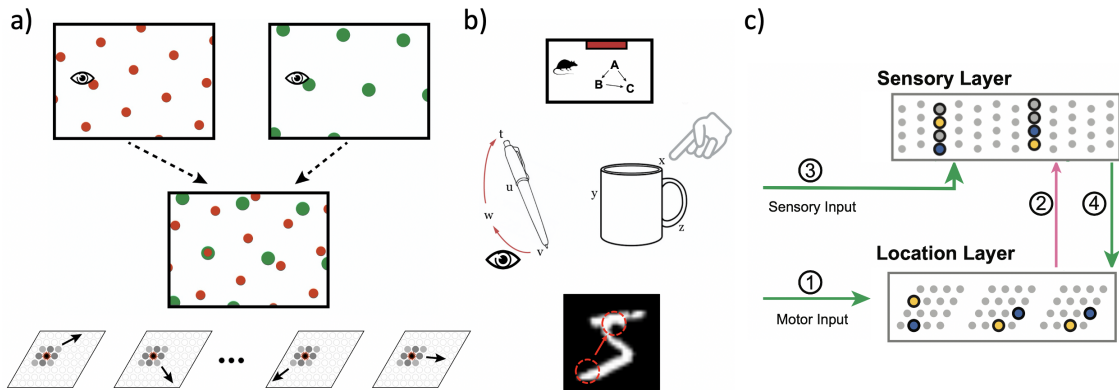 a)
b)
c)
A
B
C
t
u
w
v
x
y
z
Sensory Layer
③
Sensory Input
②
④
Location Layer
①
Motor Input